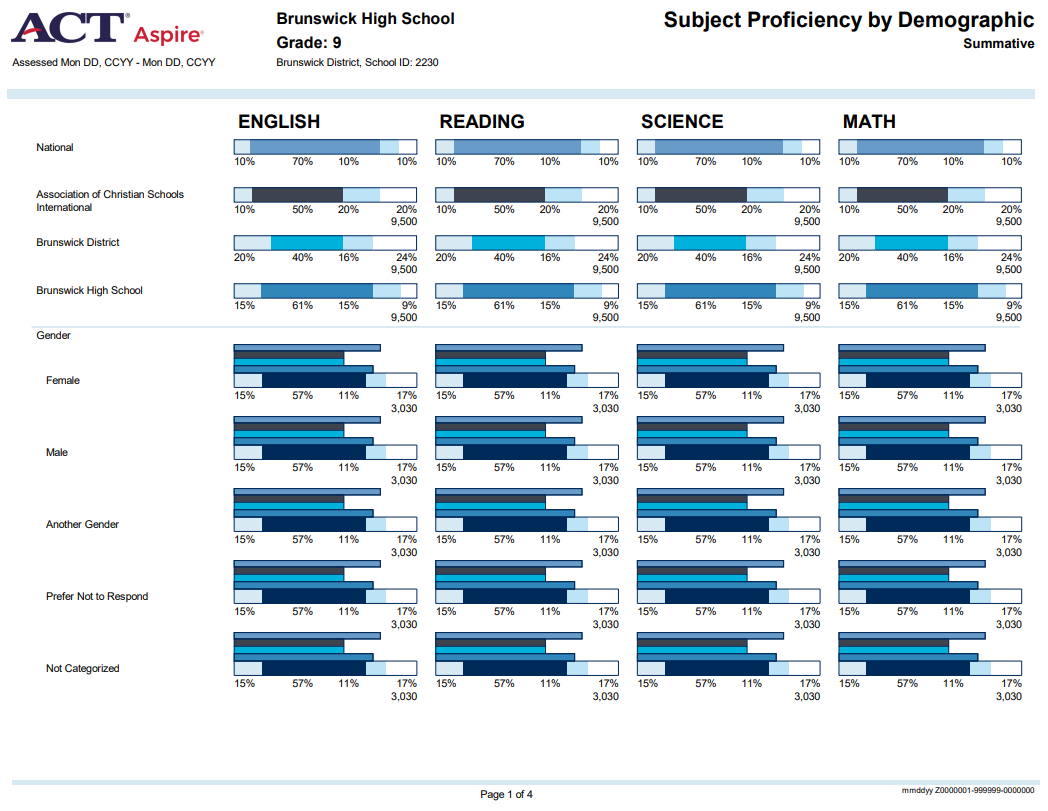 ACT® Aspire®
Brunswick High School
Subject Proficiency by Demographic
Grade: 9
Summative
Assessed Mon DD, CCYY - Mon DD, CCYY
Brunswick District, School ID: 2230
ENGLISH READING SCIENCE MATH
National
10% 70% 10% 10% 10% 70% 10% 10% 10% 70% 10% 10% 10% 70% 10% 10%
Association of Christian Schools
International
10% 50% 20% 20% 10% 50% 20% 20% 10% 50% 20% 20% 10% 50% 20% 20%
9,500 9,500 9,500 9,500
Brunswick District
20% 40% 16% 24% 20% 40% 16% 24% 20% 40% 16% 24% 20% 40% 16% 24%
9,500 9,500 9,500 9,500
Brunswick High School
15% 61% 15% 9% 15% 61% 15% 9% 15% 61% 15% 9% 15% 61% 15% 9%
9,500 9,500 9,500 9,500
Gender
Female
15% 57% 11% 17% 15% 57% 11% 17% 15% 57% 11% 17% 15% 57% 11% 17%
3,030 3,030 3,030 3,030
Male
15% 57% 11% 17% 15% 57% 11% 17% 15% 57% 11% 17% 15% 57% 11% 17%
3,030 3,030 3,030 3,030
Another Gender
15% 57% 11% 17% 15% 57% 11% 17% 15% 57% 11% 17% 15% 57% 11% 17%
3,030 3,030 3,030 3,030
Prefer Not to Respond
15% 57% 11% 17% 15% 57% 11% 17% 15% 57% 11% 17% 15% 57% 11% 17%
3,030 3,030 3,030 3,030
Not Categorized
15% 57% 11% 17% 15% 57% 11% 17% 15% 57% 11% 17% 15% 57% 11% 17%
3,030 3,030 3,030 3,030
Page 1 of 4
mmddyy Z0000001-999999-0000000